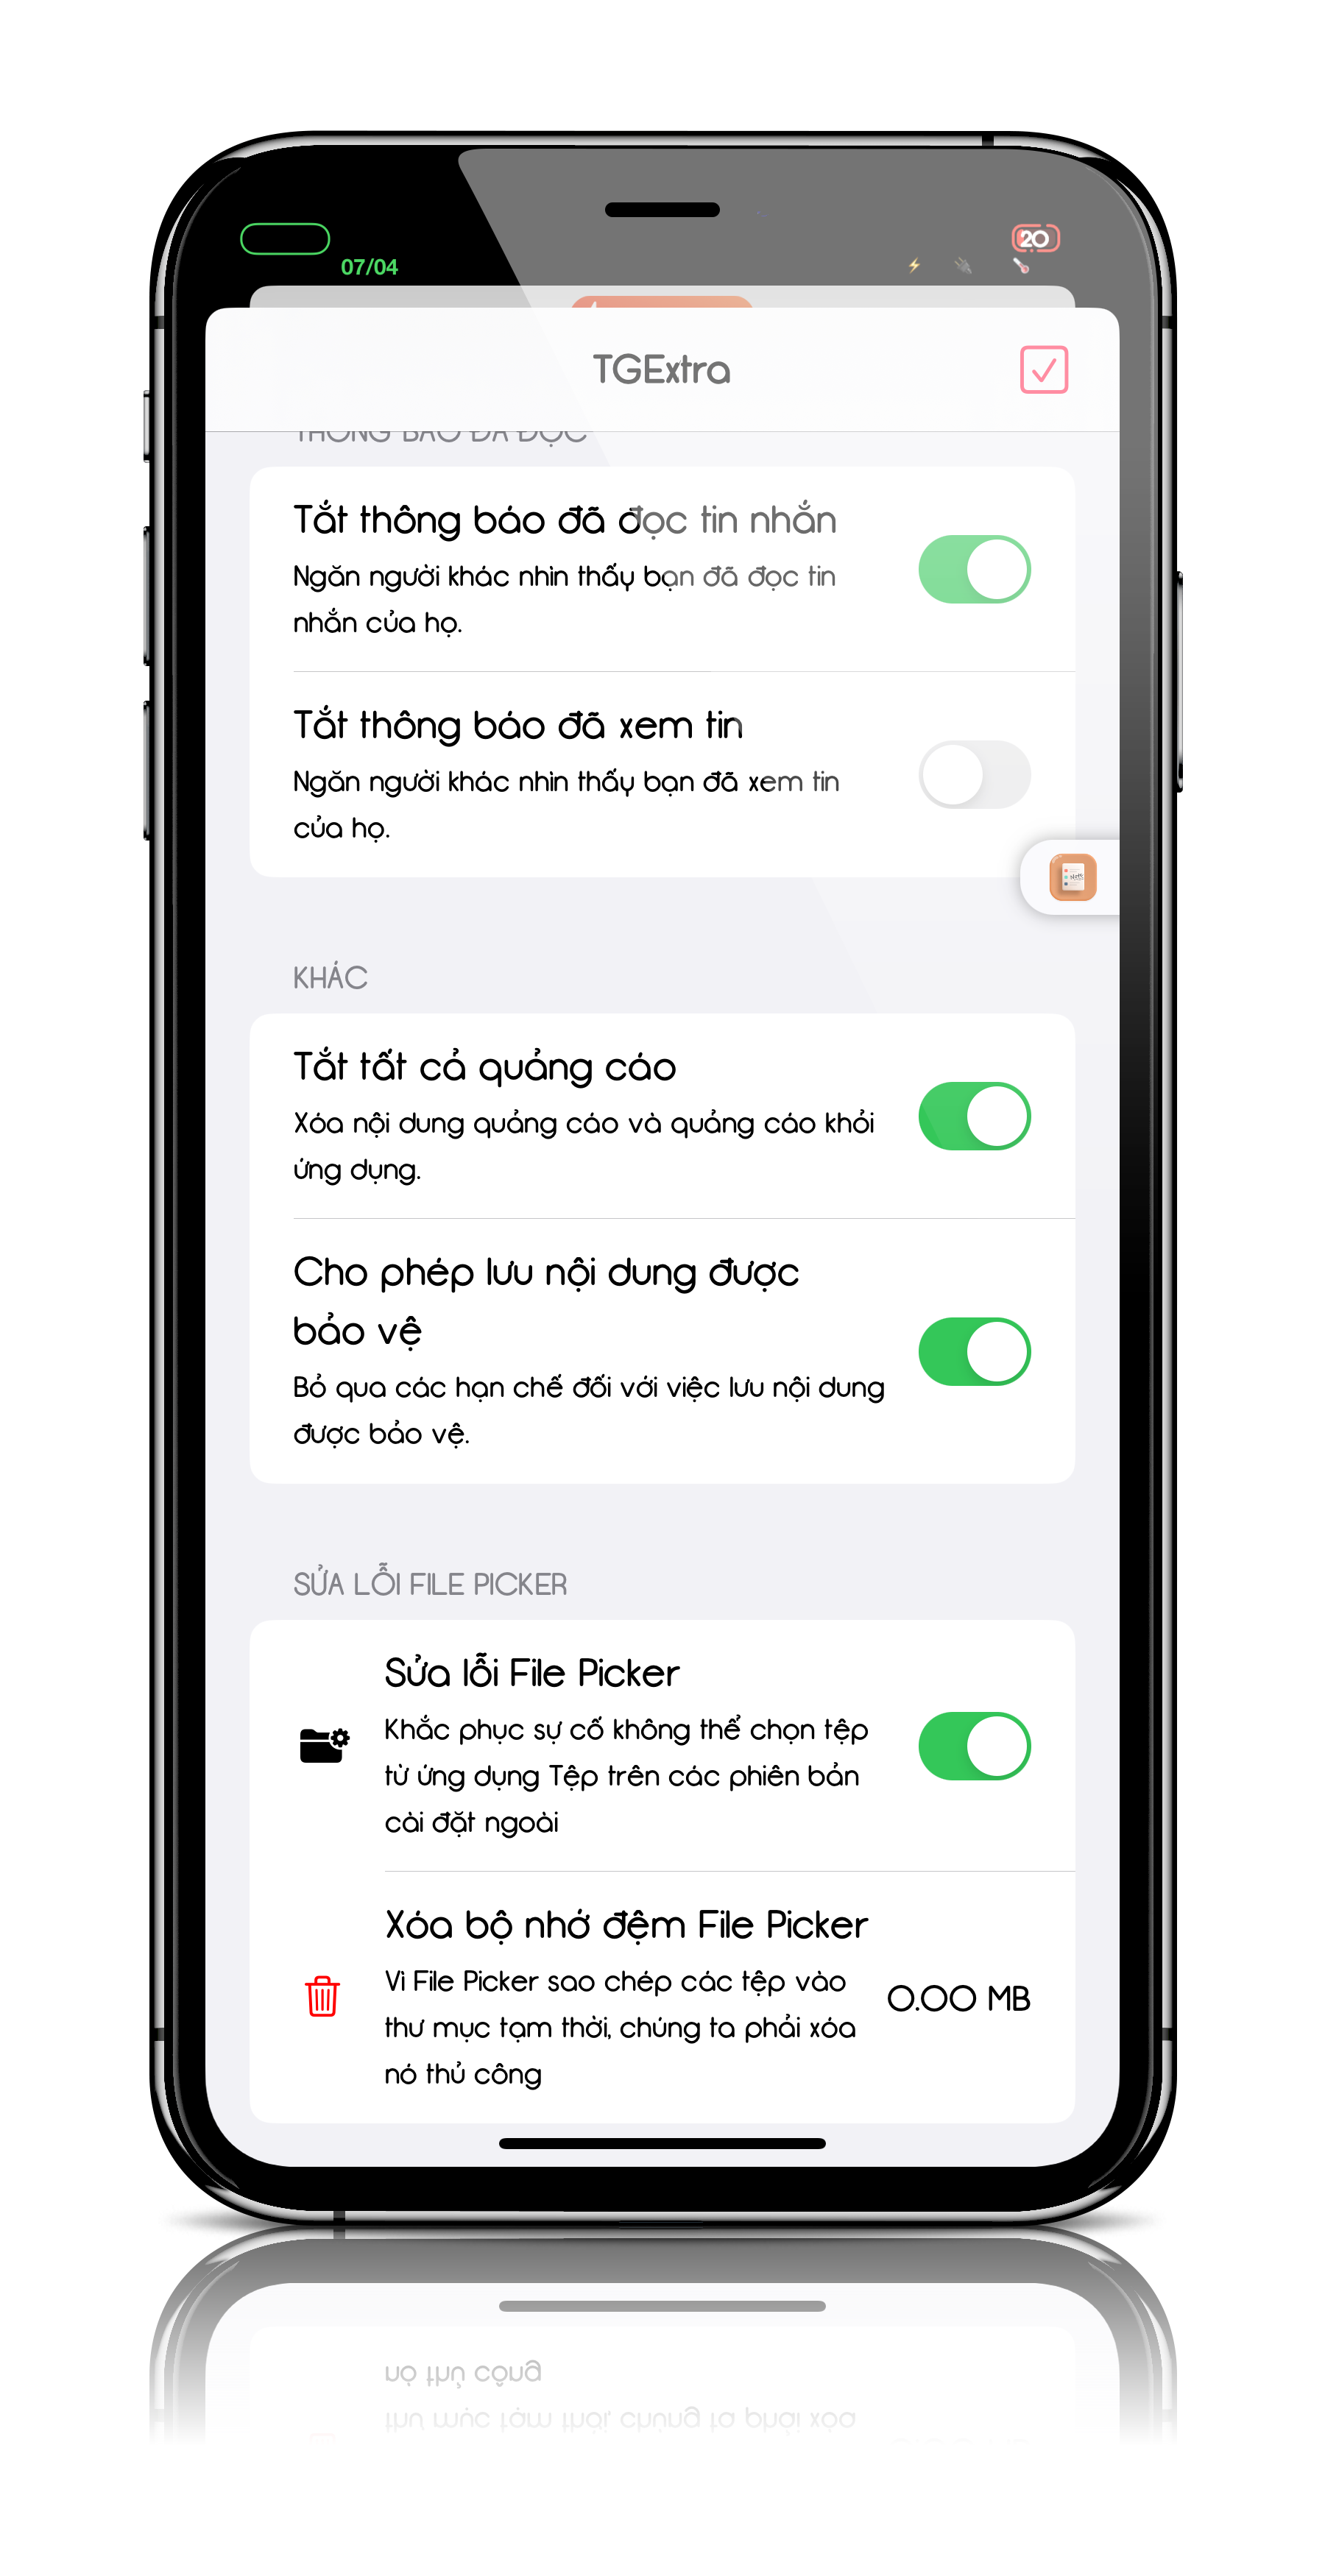 07/04
20
TGExtra
THÔNG BÁO ĐÃ ĐỌC
Tắt thông báo đã đọc tin nhắn
Ngăn người khác nhìn thấy bạn đã đọc tin
nhắn của họ.
Tắt thông báo đã xem tin
Ngăn người khác nhìn thấy bạn đã xem tin
của họ.
KHÁC
Tắt tất cả quảng cáo
Xóa nội dung quảng cáo và quảng cáo khỏi
ứng dụng.
Cho phép lưu nội dung được
bảo vệ
Bỏ qua các hạn chế đối với việc lưu nội dung
được bảo vệ.
SỬA LỖI FILE PICKER
Sửa lỗi File Picker
Khắc phục sự cố không thể chọn tệp
từ ứng dụng Tệp trên các phiên bản
cài đặt ngoài
Xóa bộ nhớ đệm File Picker
Vì File Picker sao chép các tệp vào
thư mục tạm thời, chúng ta phải xóa
nó thủ công
0.00 MB